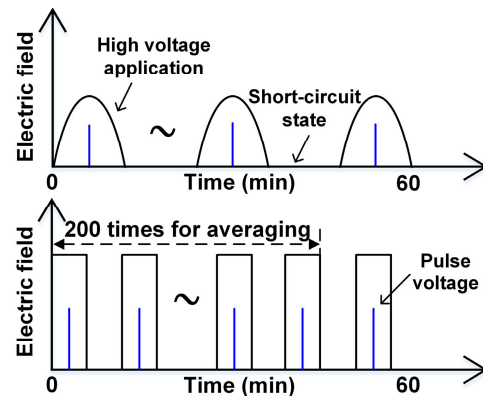 Electric field
High voltage
application
Short-circuit
state
~
0
Time (min)
60
Electric field
200 times for averaging
Pulse
voltage
~
0
Time (min)
60